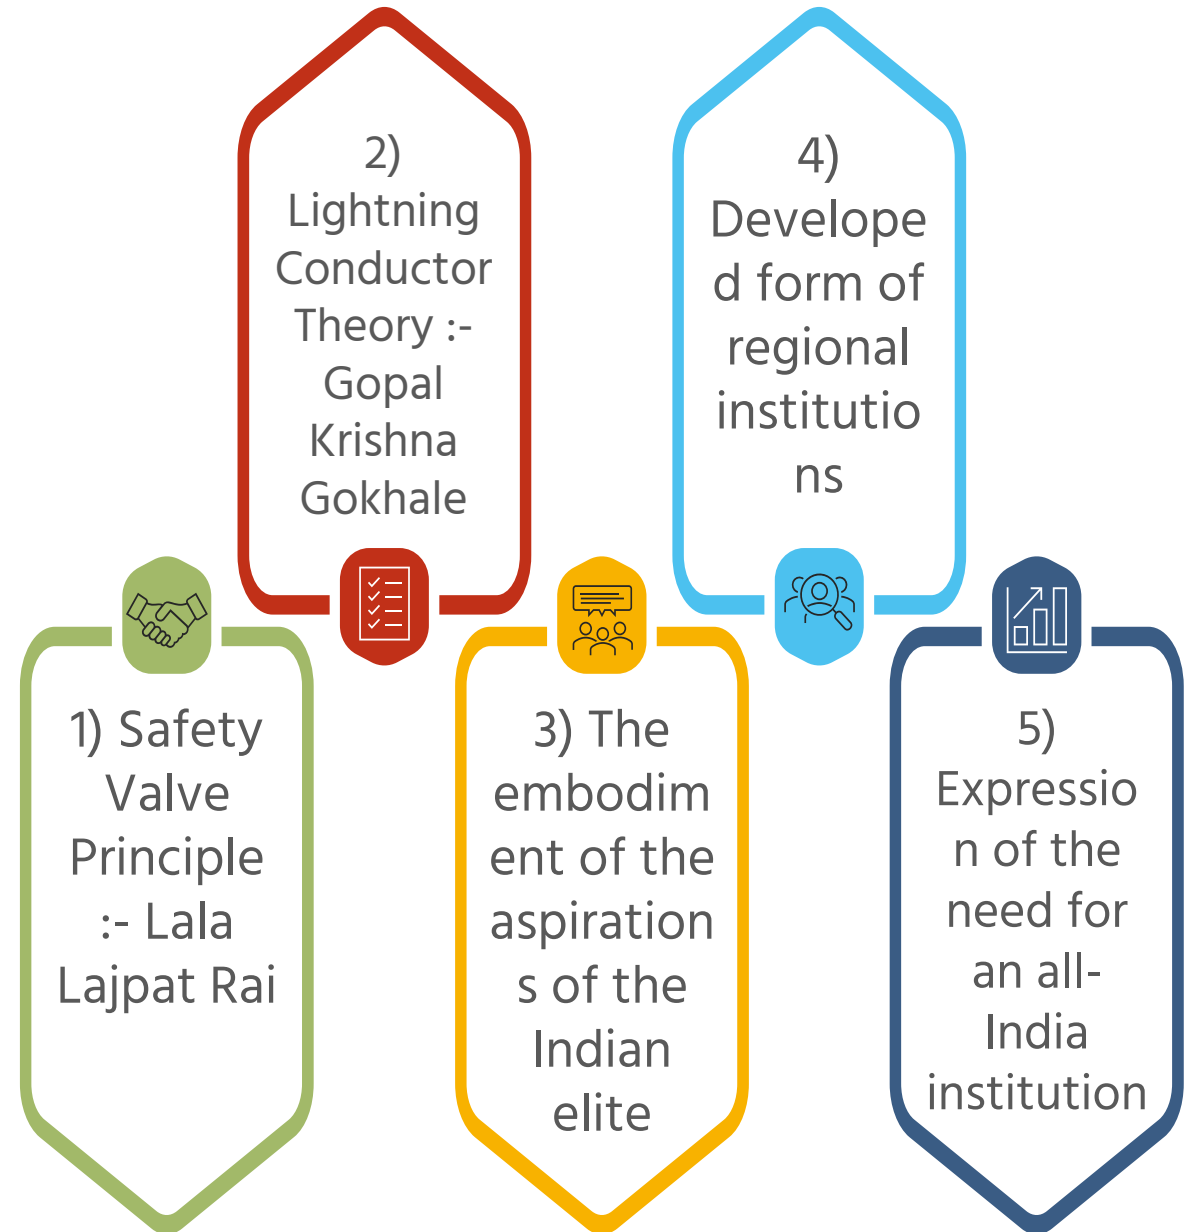 1) Safety
Valve
Principle
:- Lala
Lajpat Rai
2)
Lightning
Conductor
Theory :-
Gopal
Krishna
Gokhale
3) The
embodim
ent of the
aspiration
s of the
Indian
elite
4)
Develope
d form of
regional
institutio
ns
5)
Expressio
n of the
need for
an all-
India
institution